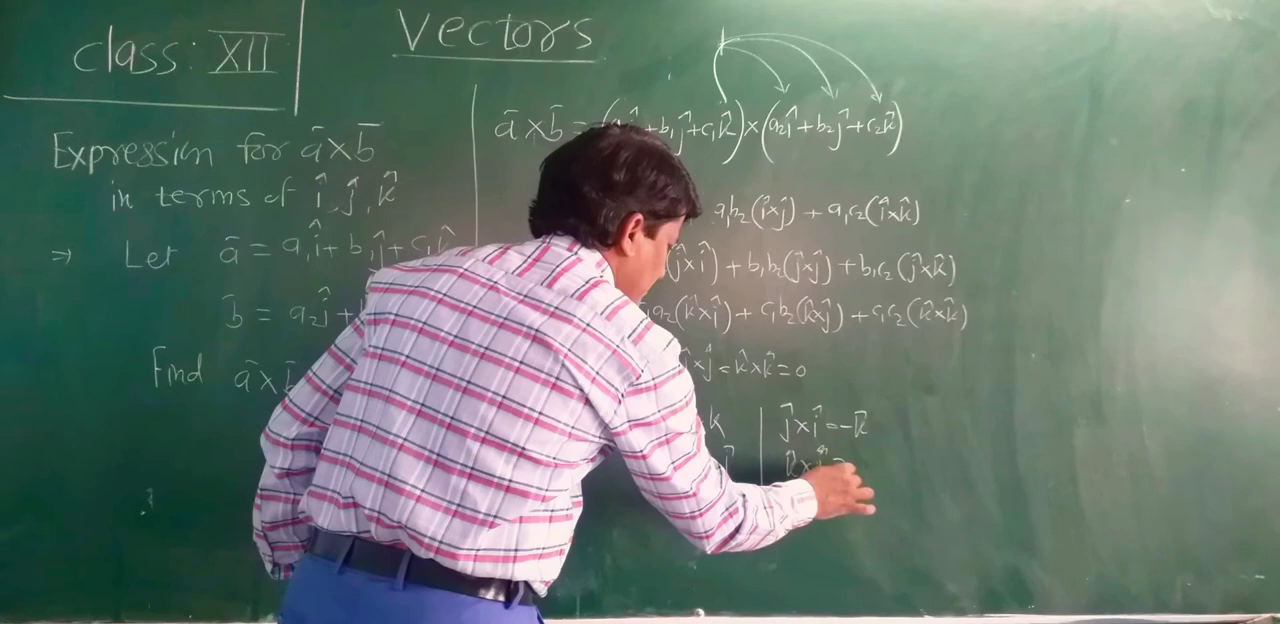 class: XII
Vectors
Expression for a̅×b̅
in terms of î, ĵ, k̂
⇒ Let a̅ = a₁î + b₁ĵ + c₁k̂
b̅ = a₂ĵ +
Find a̅×b̅
a̅×b̅ = (a₁î+b₁ĵ+c₁k̂)×(a₂î+b₂ĵ+c₂k̂)
a₁b₂(î×ĵ) + a₁c₂(î×k̂)
(ĵ×î) + b₁b₂(ĵ×ĵ) + b₁c₂(ĵ×k̂)
a₂(k̂×î) + c₁b₂(k̂×ĵ) + c₁c₂(k̂×k̂)
×ĵ = k̂×k̂ = 0
k | ĵ×î = -k̂
k̂×